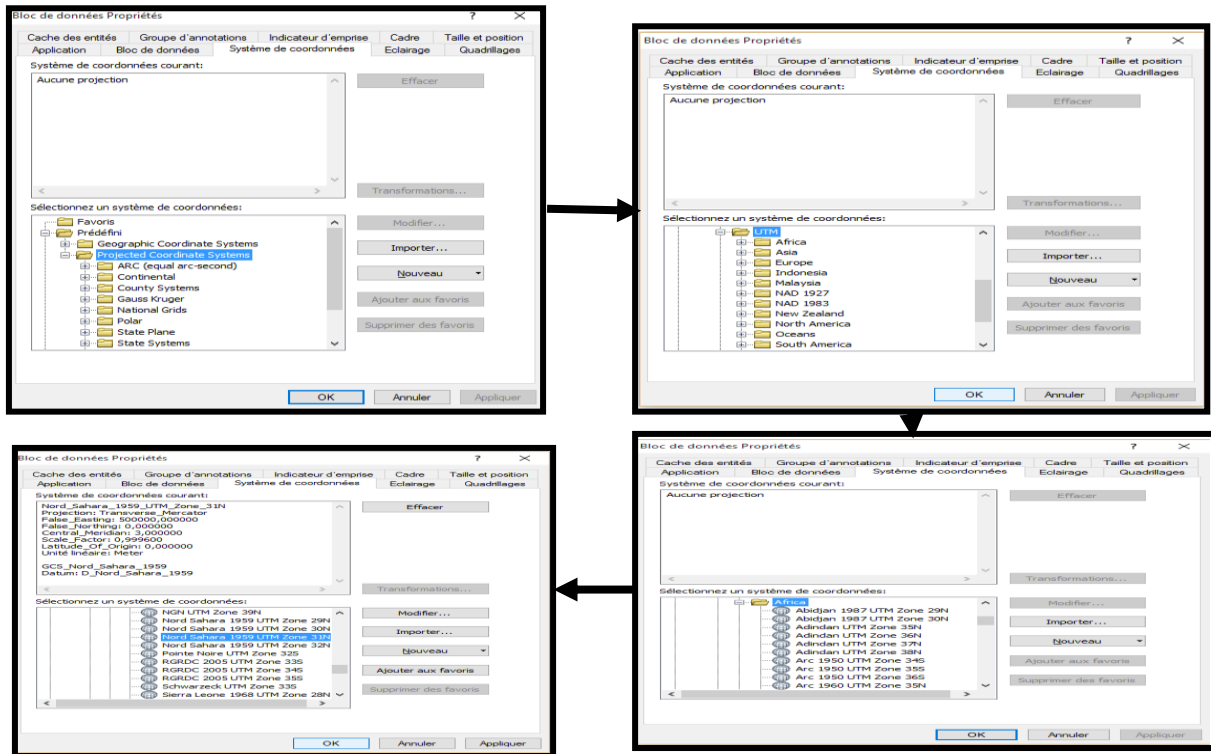 Bloc de données Propriétés ? ×
Cache des entités Groupe d'annotations Indicateur d'emprise Cadre Taille et position
Application Bloc de données Système de coordonnées Eclairage Quadrillages
Système de coordonnées courant:
Aucune projection
Effacer
Transformations...
Sélectionnez un système de coordonnées:
Favoris
Prédéfini
Geographic Coordinate Systems
Projected Coordinate Systems
ARC (equal arc-second)
Continental
County Systems
Gauss Kruger
National Grids
Polar
State Plane
State Systems
Modifier...
Importer...
Nouveau
Ajouter aux favoris
Supprimer des favoris
OK Annuler Appliquer
Bloc de données Propriétés ? ×
Cache des entités Groupe d'annotations Indicateur d'emprise Cadre Taille et position
Application Bloc de données Système de coordonnées Eclairage Quadrillages
Système de coordonnées courant:
Aucune projection
Effacer
Transformations...
Sélectionnez un système de coordonnées:
UTM
Africa
Asia
Europe
Indonesia
Malaysia
NAD 1927
NAD 1983
New Zealand
North America
Oceans
South America
Modifier...
Importer...
Nouveau
Ajouter aux favoris
Supprimer des favoris
OK Annuler Appliquer
Bloc de données Propriétés ? ×
Cache des entités Groupe d'annotations Indicateur d'emprise Cadre Taille et position
Application Bloc de données Système de coordonnées Eclairage Quadrillages
Système de coordonnées courant:
Aucune projection
Effacer
Transformations...
Sélectionnez un système de coordonnées:
Africa
Abidjan 1987 UTM Zone 29N
Abidjan 1987 UTM Zone 30N
Adindan UTM Zone 35N
Adindan UTM Zone 36N
Adindan UTM Zone 37N
Adindan UTM Zone 38N
Arc 1950 UTM Zone 34S
Arc 1950 UTM Zone 35S
Arc 1950 UTM Zone 36S
Arc 1960 UTM Zone 35N
Modifier...
Importer...
Nouveau
Ajouter aux favoris
Supprimer des favoris
OK Annuler Appliquer
Bloc de données Propriétés ? ×
Cache des entités Groupe d'annotations Indicateur d'emprise Cadre Taille et position
Application Bloc de données Système de coordonnées Eclairage Quadrillages
Système de coordonnées courant:
Nord_Sahara_1959_UTM_Zone_31N
Projection: Transverse_Mercator
False_Easting: 500000,000000
False_Northing: 0,000000
Central_Meridian: 3,000000
Scale_Factor: 0,999600
Latitude_Of_Origin: 0,000000
Unité linéaire: Meter
GCS_Nord_Sahara_1959
Datum: D_Nord_Sahara_1959
Effacer
Transformations...
Sélectionnez un système de coordonnées:
NGN UTM Zone 39N
Nord Sahara 1959 UTM Zone 29N
Nord Sahara 1959 UTM Zone 30N
Nord Sahara 1959 UTM Zone 31N
Nord Sahara 1959 UTM Zone 32N
Pointe Noire UTM Zone 32S
RGRDC 2005 UTM Zone 33S
RGRDC 2005 UTM Zone 34S
RGRDC 2005 UTM Zone 35S
Schwarzeck UTM Zone 33S
Sierra Leone 1968 UTM Zone 28N
Modifier...
Importer...
Nouveau
Ajouter aux favoris
Supprimer des favoris
OK Annuler Appliquer